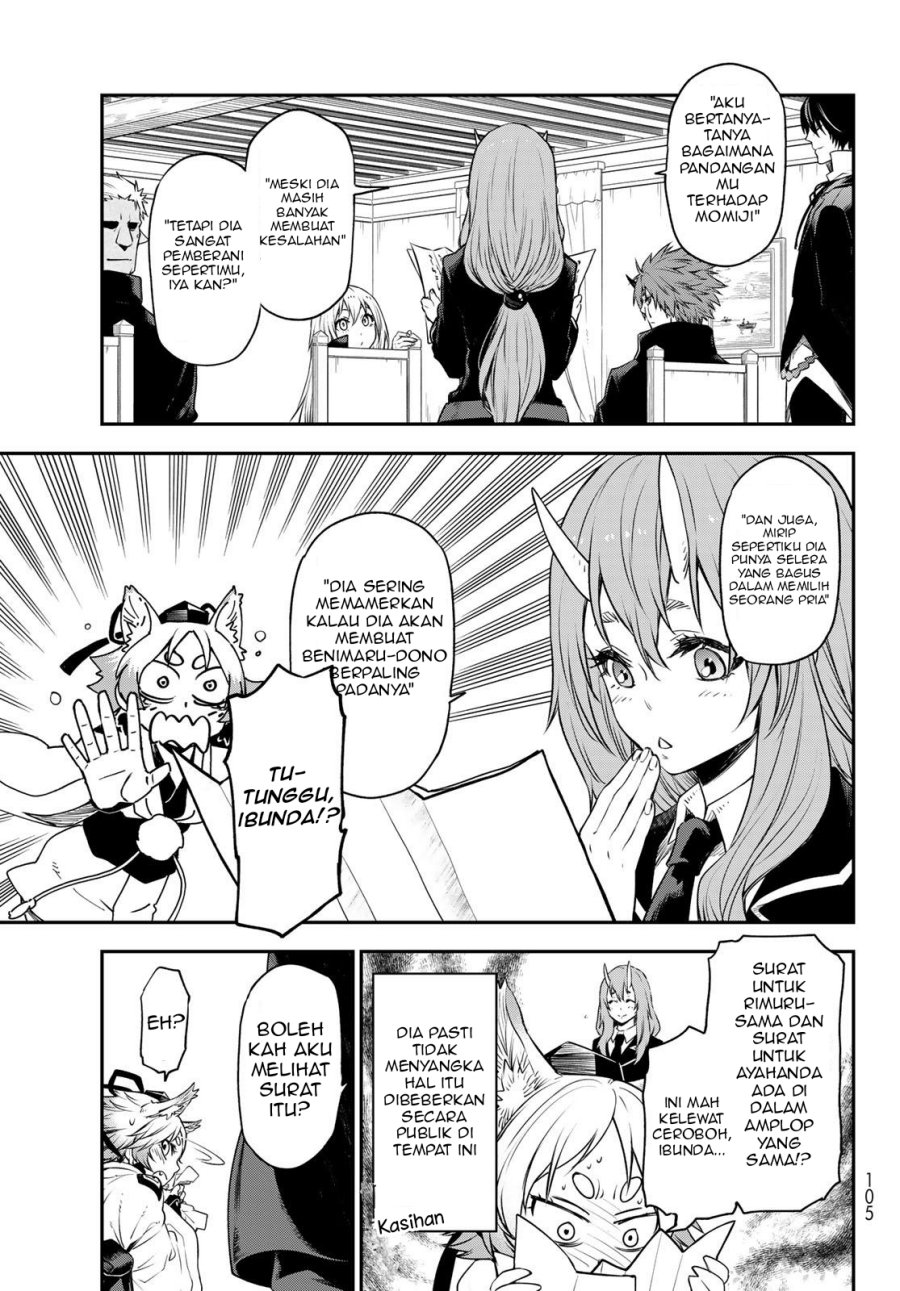 "AKU
BERTANYA-
TANYA
BAGAIMANA
PANDANGAN
MU
TERHADAP
MOMIJI"
"MESKI DIA
MASIH
BANYAK
MEMBUAT
KESALAHAN"
"TETAPI DIA
SANGAT
PEMBERANI
SEPERTIMU,
IYA KAN?"
"DAN JUGA,
MIRIP
SEPERTIKU DIA
PUNYA SELERA
YANG BAGUS
DALAM MEMILIH
SEORANG PRIA"
"DIA SERING
MEMAMERKAN
KALAU DIA AKAN
MEMBUAT
BENIMARU-DONO
BERPALING
PADANYA"
TU-
TUNGGU,
IBUNDA!?
SURAT
UNTUK
RIMURU-
SAMA DAN
SURAT
UNTUK
AYAHANDA
ADA DI
DALAM
AMPLOP
YANG
SAMA!?
INI MAH
KELEWAT
CEROBOH,
IBUNDA...
DIA PASTI
TIDAK
MENYANGKA
HAL ITU
DIBEBERKAN
SECARA
PUBLIK DI
TEMPAT INI
Kasihan
BOLEH
KAH AKU
MELIHAT
SURAT
ITU?
EH?
105